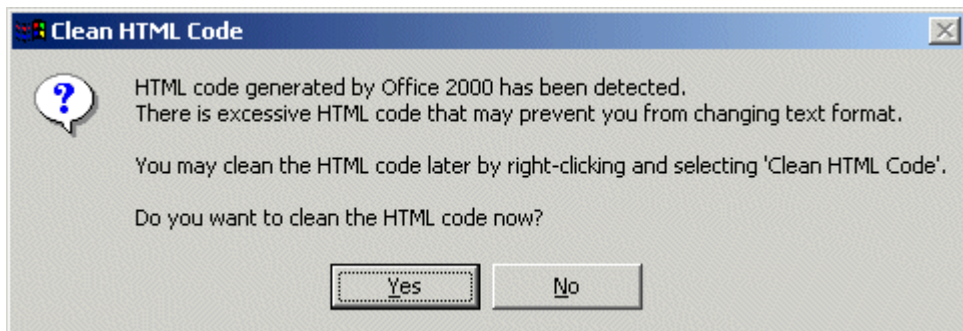 Clean HTML Code
HTML code generated by Office 2000 has been detected.
There is excessive HTML code that may prevent you from changing text format.
You may clean the HTML code later by right-clicking and selecting 'Clean HTML Code'.
Do you want to clean the HTML code now?
Yes No